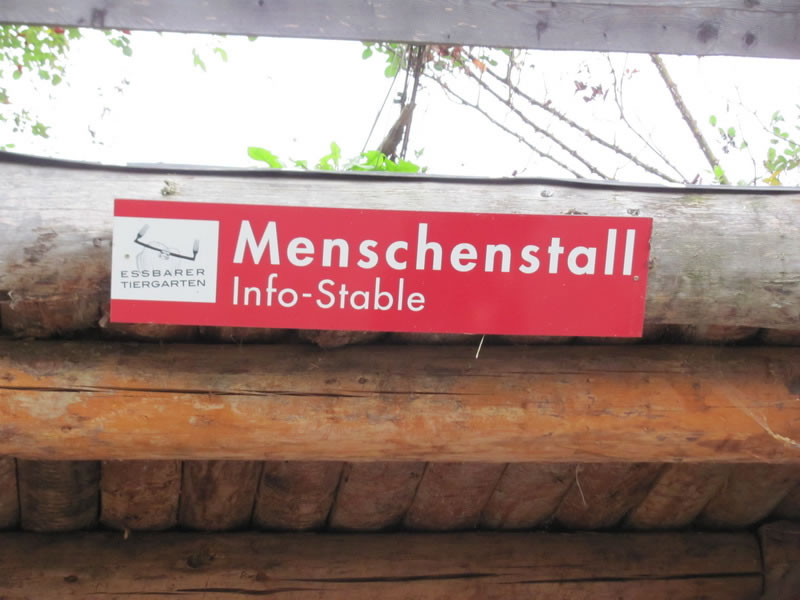 ESSBARER
TIERGARTEN
Menschenstall
Info-Stable